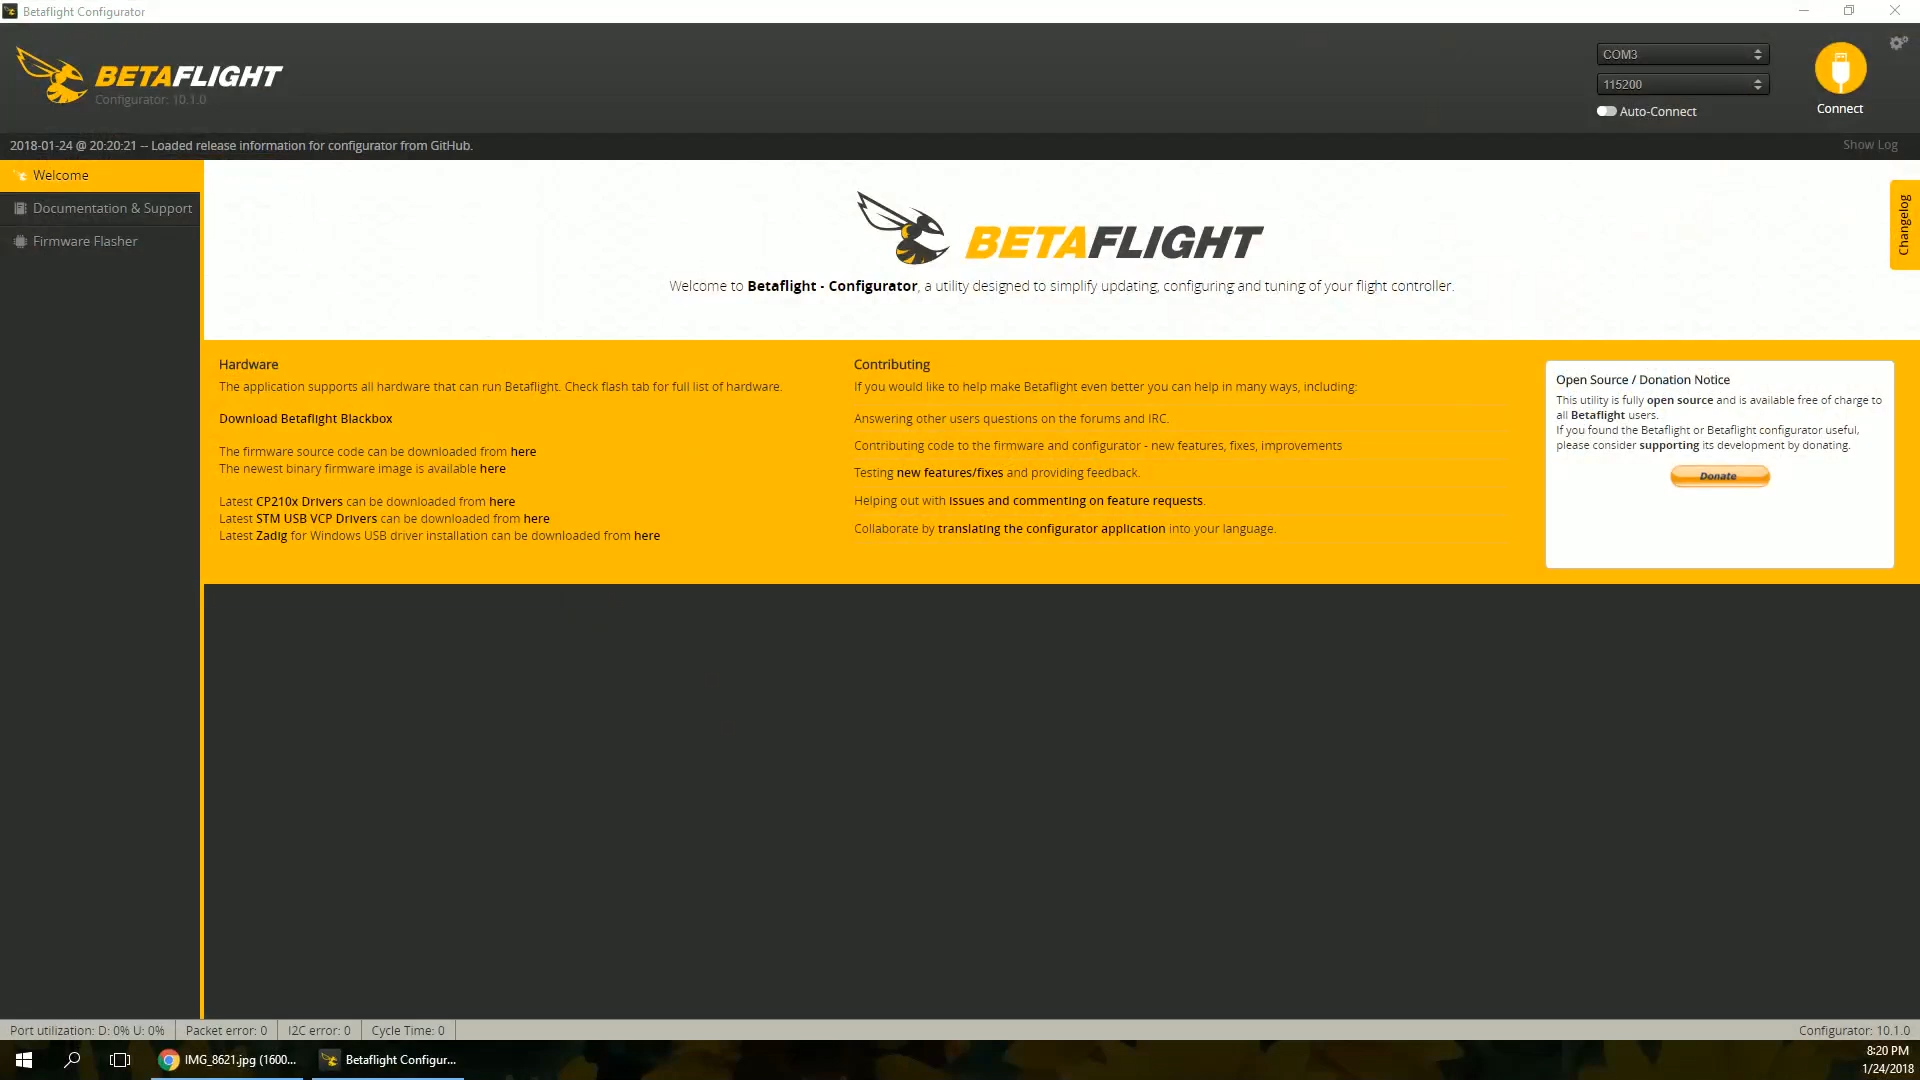 Betaflight Configurator
BETAFLIGHT
Configurator: 10.1.0
COM3
115200
Auto-Connect
Connect
2018-01-24 @ 20:20:21 -- Loaded release information for configurator from GitHub.
Show Log
Welcome
Documentation & Support
Firmware Flasher
BETAFLIGHT
Welcome to Betaflight - Configurator, a utility designed to simplify updating, configuring and tuning of your flight controller.
Changelog
Hardware
The application supports all hardware that can run Betaflight. Check flash tab for full list of hardware.
Download Betaflight Blackbox
The firmware source code can be downloaded from here
The newest binary firmware image is available here
Latest CP210x Drivers can be downloaded from here
Latest STM USB VCP Drivers can be downloaded from here
Latest Zadig for Windows USB driver installation can be downloaded from here
Contributing
If you would like to help make Betaflight even better you can help in many ways, including:
Answering other users questions on the forums and IRC.
Contributing code to the firmware and configurator - new features, fixes, improvements
Testing new features/fixes and providing feedback.
Helping out with issues and commenting on feature requests.
Collaborate by translating the configurator application into your language.
Open Source / Donation Notice
This utility is fully open source and is available free of charge to
all Betaflight users.
If you found the Betaflight or Betaflight configurator useful,
please consider supporting its development by donating.
Donate
Port utilization: D: 0% U: 0%
Packet error: 0
I2C error: 0
Cycle Time: 0
Configurator: 10.1.0
IMG_8621.jpg (1600...
Betaflight Configur...
8:20 PM
1/24/2018